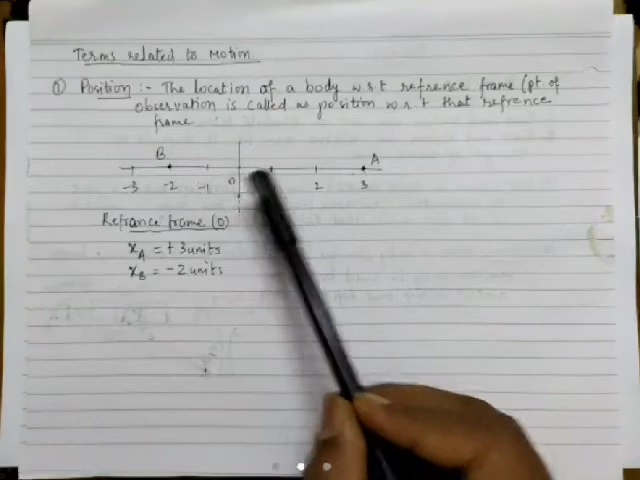 Terms related to Motion
① Position :- The location of a body w.r.t refrence frame (pt of
observation is called as position w.r.t that refrence
frame
B A
-3 -2 -1 0 2 3
Refrance frame (0)
xA = +3 units
xB = -2 units